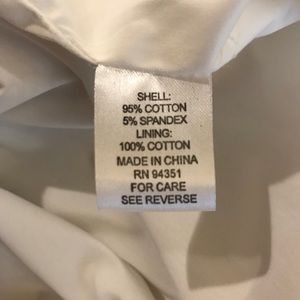 SHELL:
95% COTTON
5% SPANDEX
LINING:
100% COTTON
MADE IN CHINA
RN 94351
FOR CARE
SEE REVERSE